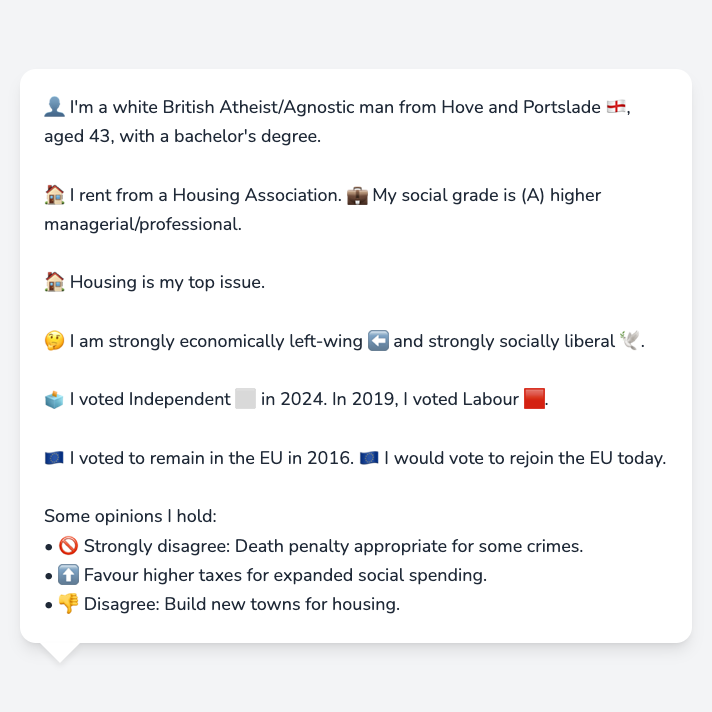 👤 I'm a white British Atheist/Agnostic man from Hove and Portslade 🏴󠁧󠁢󠁥󠁮󠁧󠁿,
aged 43, with a bachelor's degree.
🏠 I rent from a Housing Association. 💼 My social grade is (A) higher
managerial/professional.
🏠 Housing is my top issue.
🤔 I am strongly economically left-wing ⬅️ and strongly socially liberal 🕊️.
🗳️ I voted Independent ⬜ in 2024. In 2019, I voted Labour 🟥.
🇪🇺 I voted to remain in the EU in 2016. 🇪🇺 I would vote to rejoin the EU today.
Some opinions I hold:
• 🚫 Strongly disagree: Death penalty appropriate for some crimes.
• ⬆️ Favour higher taxes for expanded social spending.
• 👎 Disagree: Build new towns for housing.